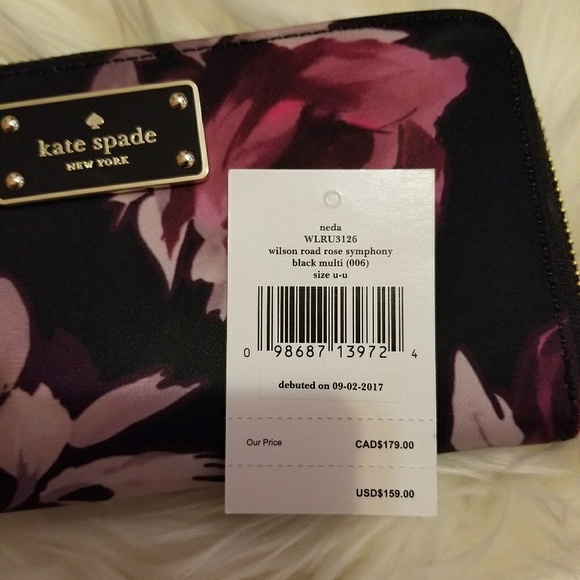 kate spade
NEW YORK
neda
WLRU3126
wilson road rose symphony
black multi (006)
size u-u
0 98687 13972 4
debuted on 09-02-2017
Our Price CAD$179.00
USD$159.00